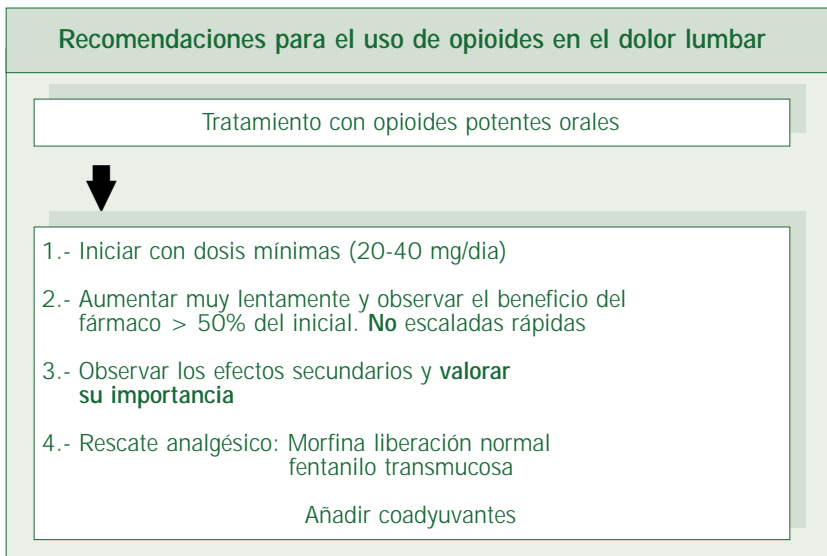 Recomendaciones para el uso de opioides en el dolor lumbar
Tratamiento con opioides potentes orales
1.- Iniciar con dosis mínimas (20-40 mg/dia)
2.- Aumentar muy lentamente y observar el beneficio del
fármaco > 50% del inicial. No escaladas rápidas
3.- Observar los efectos secundarios y valorar
su importancia
4.- Rescate analgésico: Morfina liberación normal
fentanilo transmucosa
Añadir coadyuvantes